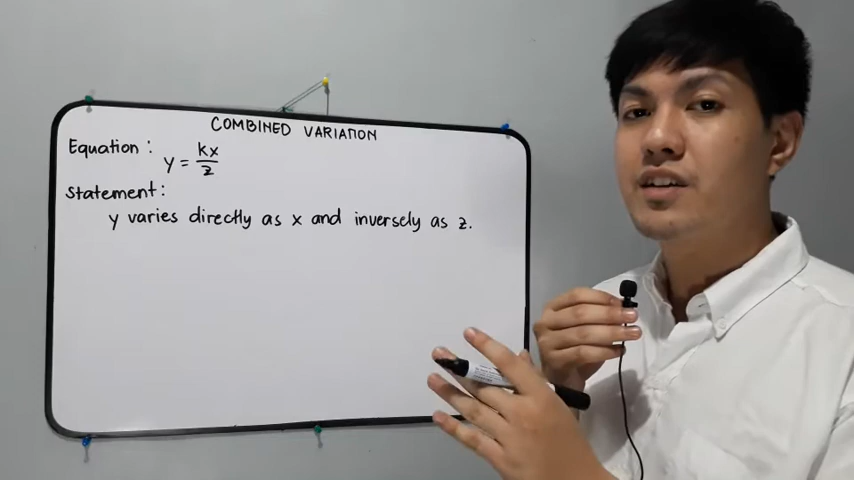 COMBINED VARIATION
Equation : y = kx/z
Statement:
y varies directly as x and inversely as z.